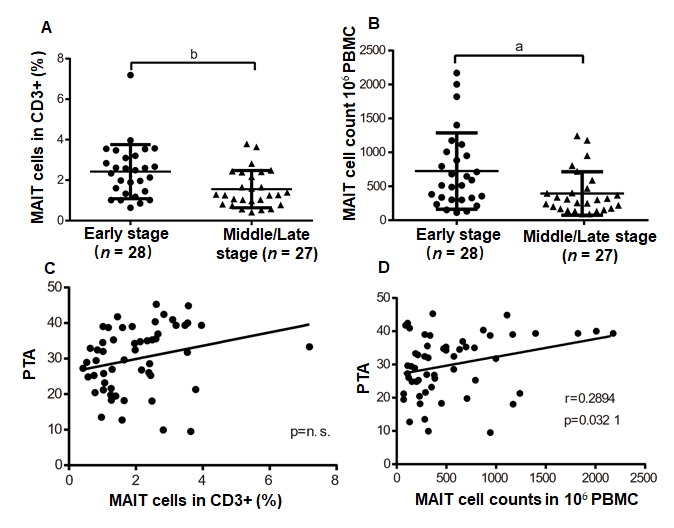 A
b
MAIT cells in CD3+ (%)
8
6
4
2
0
Early stage
(n = 28)
Middle/Late
stage (n = 27)
B
a
MAIT cell count 10⁶ PBMC
2500
2000
1500
1000
500
0
Early stage
(n = 28)
Middle/Late stage
(n = 27)
C
PTA
50
40
30
20
10
0
p=n. s.
0 2 4 6 8
MAIT cells in CD3+ (%)
D
PTA
50
40
30
20
10
0
r=0.2894
p=0.032 1
0 500 1000 1500 2000 2500
MAIT cell counts in 10⁶ PBMC